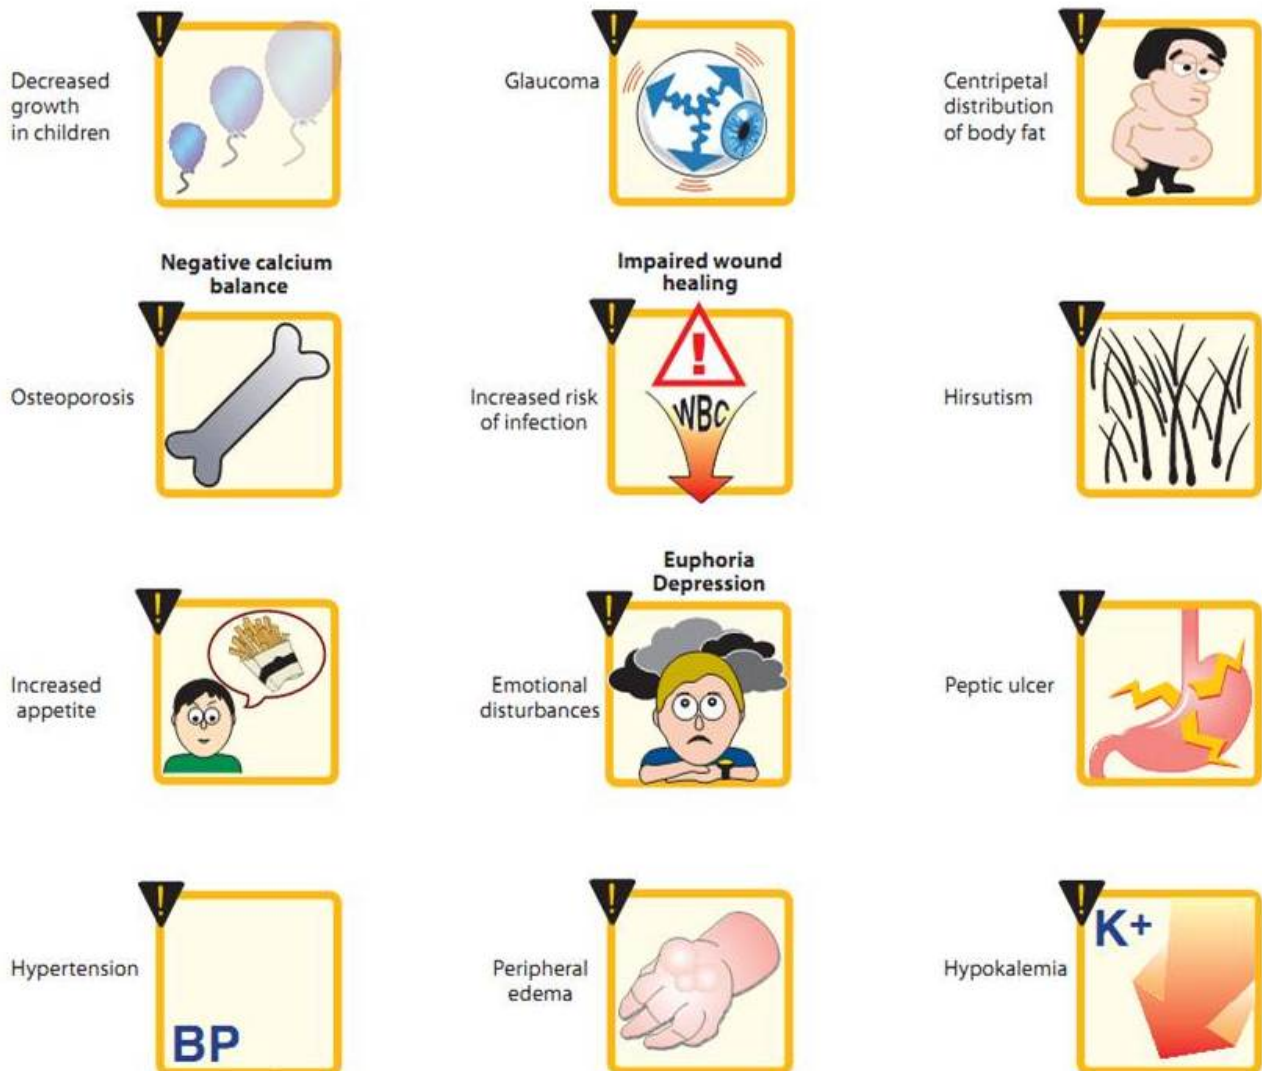 Decreased
growth
in children
!
Glaucoma
!
Centripetal
distribution
of body fat
!
Negative calcium
balance
Osteoporosis
!
Impaired wound
healing
Increased risk
of infection
!
!
WBC
Hirsutism
!
Increased
appetite
!
Euphoria
Depression
Emotional
disturbances
!
Peptic ulcer
!
Hypertension
!
BP
Peripheral
edema
!
Hypokalemia
!
K+